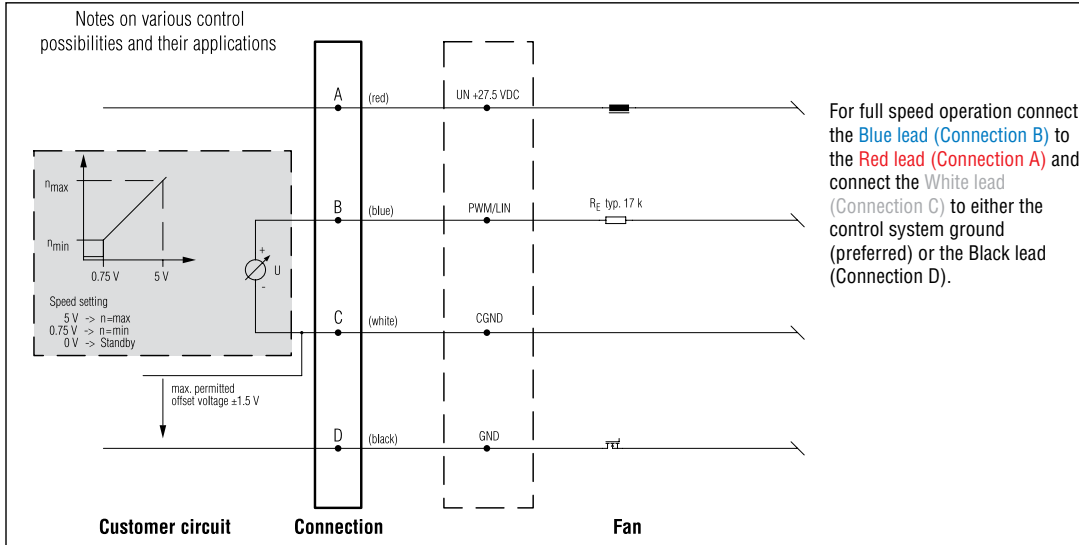 Notes on various control
possibilities and their applications
A
(red)
UN +27.5 VDC
For full speed operation connect
the Blue lead (Connection B) to
the Red lead (Connection A) and
connect the White lead
(Connection C) to either the
control system ground
(preferred) or the Black lead
(Connection D).
nmax
nmin
0.75 V
5 V
Speed setting
5 V -> n=max
0.75 V -> n=min
0 V -> Standby
+
U
-
B
(blue)
PWM/LIN
RE typ. 17 k
C
(white)
CGND
max. permitted
offset voltage ±1.5 V
D
(black)
GND
Customer circuit
Connection
Fan